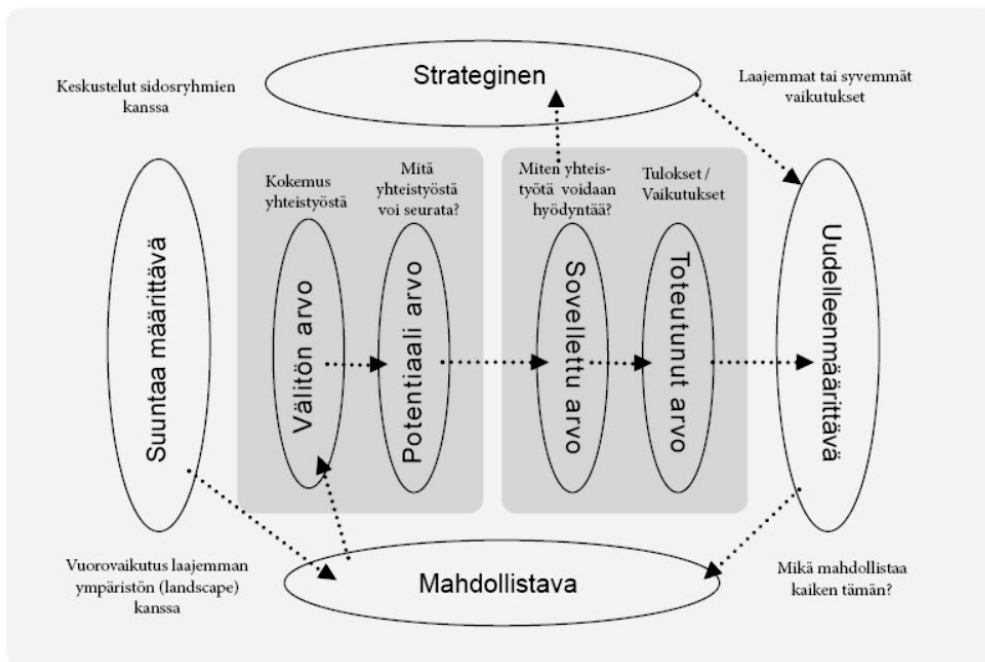 Strateginen
Keskustelut sidosryhmien
kanssa
Laajemmat tai syvemmät
vaikutukset
Kokemus
yhteistyöstä
Mitä
yhteistyöstä
voi seurata?
Miten yhteis-
työtä voidaan
hyödyntää?
Tulokset /
Vaikutukset
Suuntaa määrittävä
Välitön arvo
Potentiaali arvo
Sovellettu arvo
Toteutunut arvo
Uudelleenmäärittävä
Vuorovaikutus laajemman
ympäristön (landscape)
kanssa
Mahdollistava
Mikä mahdollistaa
kaiken tämän?